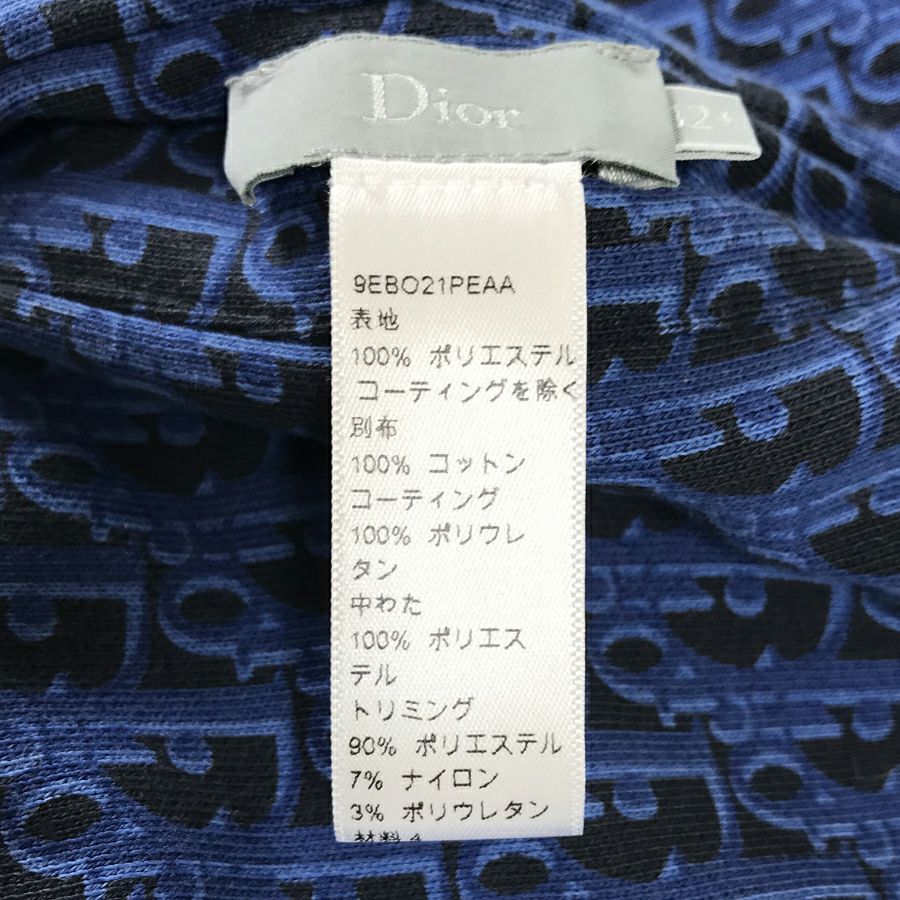 Dior
9EBO21PEAA
表地
100% ポリエステル
コーティングを除く
別布
100% コットン
コーティング
100% ポリウレ
タン
中わた
100% ポリエス
テル
トリミング
90% ポリエステル
7% ナイロン
3% ポリウレタン